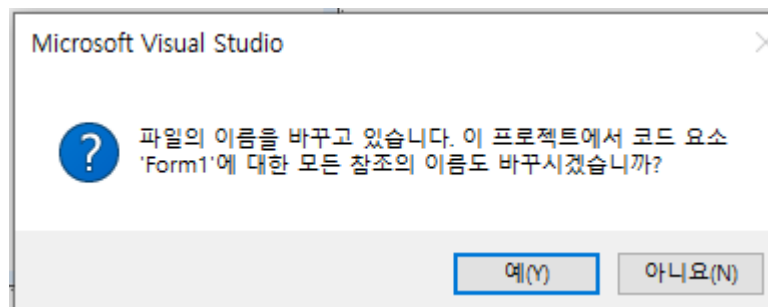 Microsoft Visual Studio
파일의 이름을 바꾸고 있습니다. 이 프로젝트에서 코드 요소
'Form1'에 대한 모든 참조의 이름도 바꾸시겠습니까?
예(Y) 아니요(N)